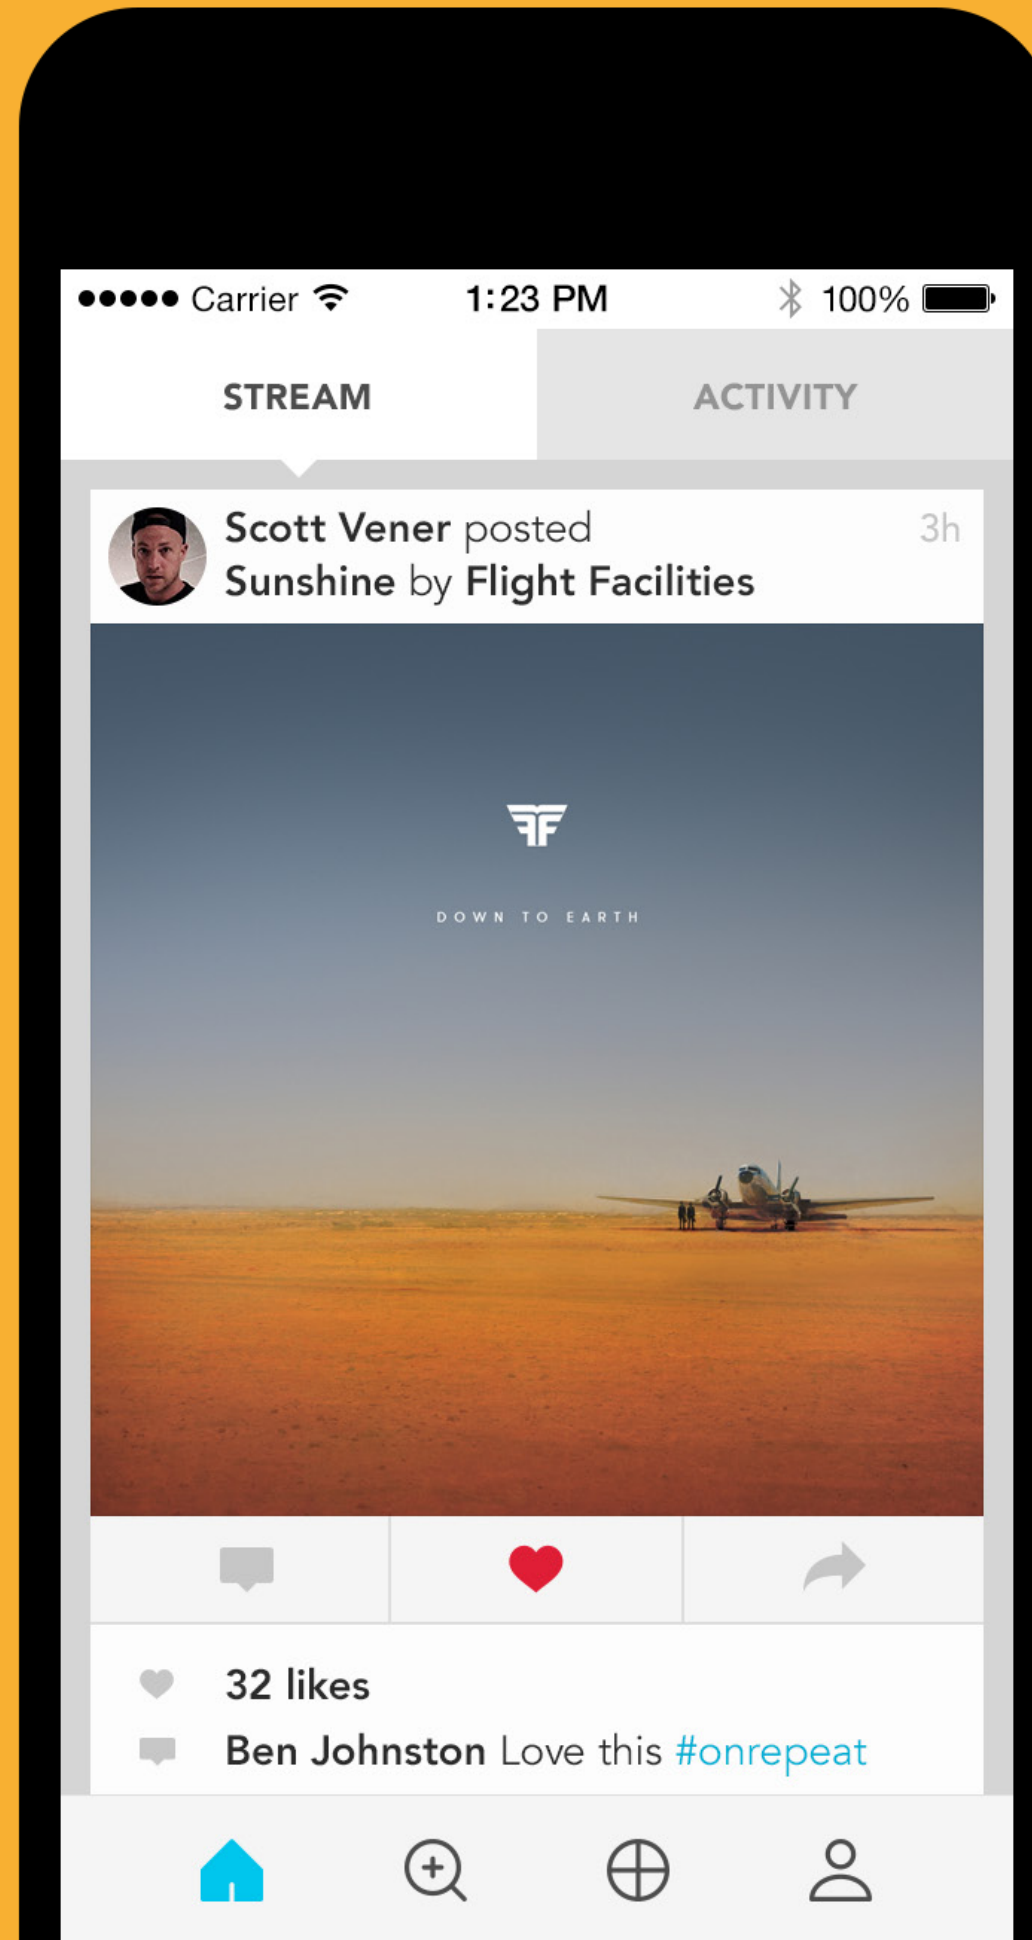 Carrier 1:23 PM 100%
STREAM ACTIVITY
Scott Vener posted 3h
Sunshine by Flight Facilities
FF
DOWN TO EARTH
32 likes
Ben Johnston Love this #onrepeat